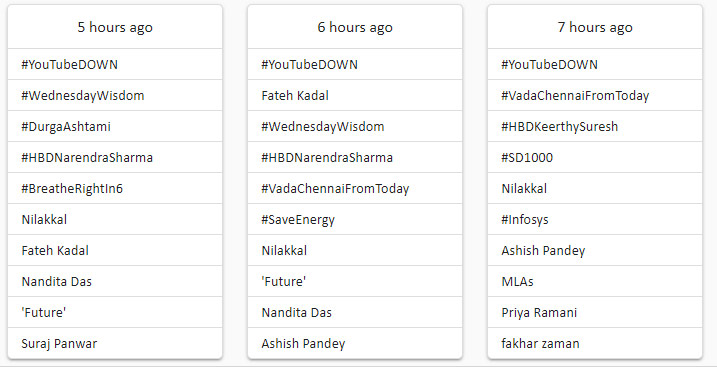 5 hours ago
#YouTubeDOWN
#WednesdayWisdom
#DurgaAshtami
#HBDNarendraSharma
#BreatheRightIn6
Nilakkal
Fateh Kadal
Nandita Das
'Future'
Suraj Panwar
6 hours ago
#YouTubeDOWN
Fateh Kadal
#WednesdayWisdom
#HBDNarendraSharma
#VadaChennaiFromToday
#SaveEnergy
Nilakkal
'Future'
Nandita Das
Ashish Pandey
7 hours ago
#YouTubeDOWN
#VadaChennaiFromToday
#HBDKeerthySuresh
#SD1000
Nilakkal
#Infosys
Ashish Pandey
MLAs
Priya Ramani
fakhar zaman